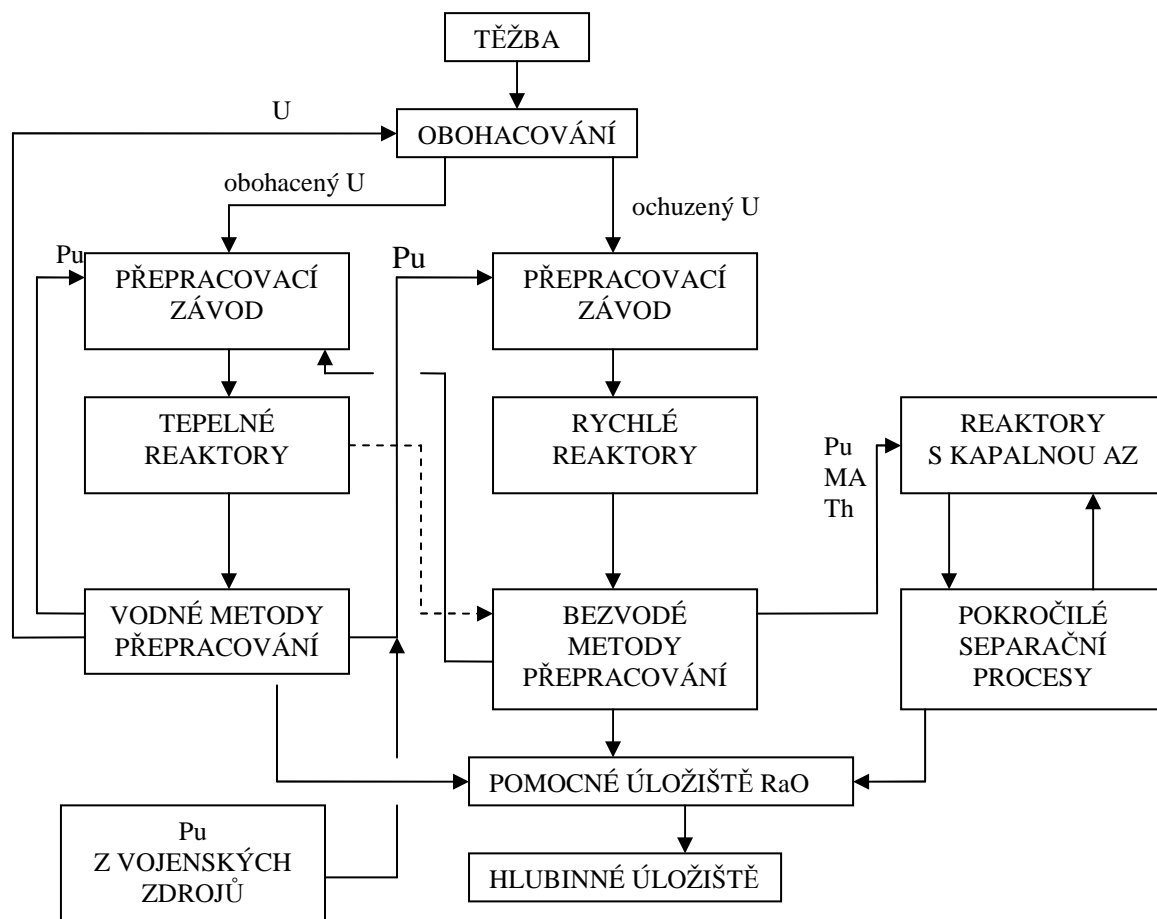 TĚŽBA
U
OBOHACOVÁNÍ
obohacený U
ochuzený U
Pu
PŘEPRACOVACÍ
ZÁVOD
Pu
PŘEPRACOVACÍ
ZÁVOD
TEPELNÉ
REAKTORY
RYCHLÉ
REAKTORY
Pu
MA
Th
REAKTORY
S KAPALNOU AZ
VODNÉ METODY
PŘEPRACOVÁNÍ
BEZVODÉ
METODY
PŘEPRACOVÁNÍ
POKROČILÉ
SEPARAČNÍ
PROCESY
POMOCNÉ ÚLOŽIŠTĚ RaO
Pu
Z VOJENSKÝCH
ZDROJŮ
HLUBINNÉ ÚLOŽIŠTĚ